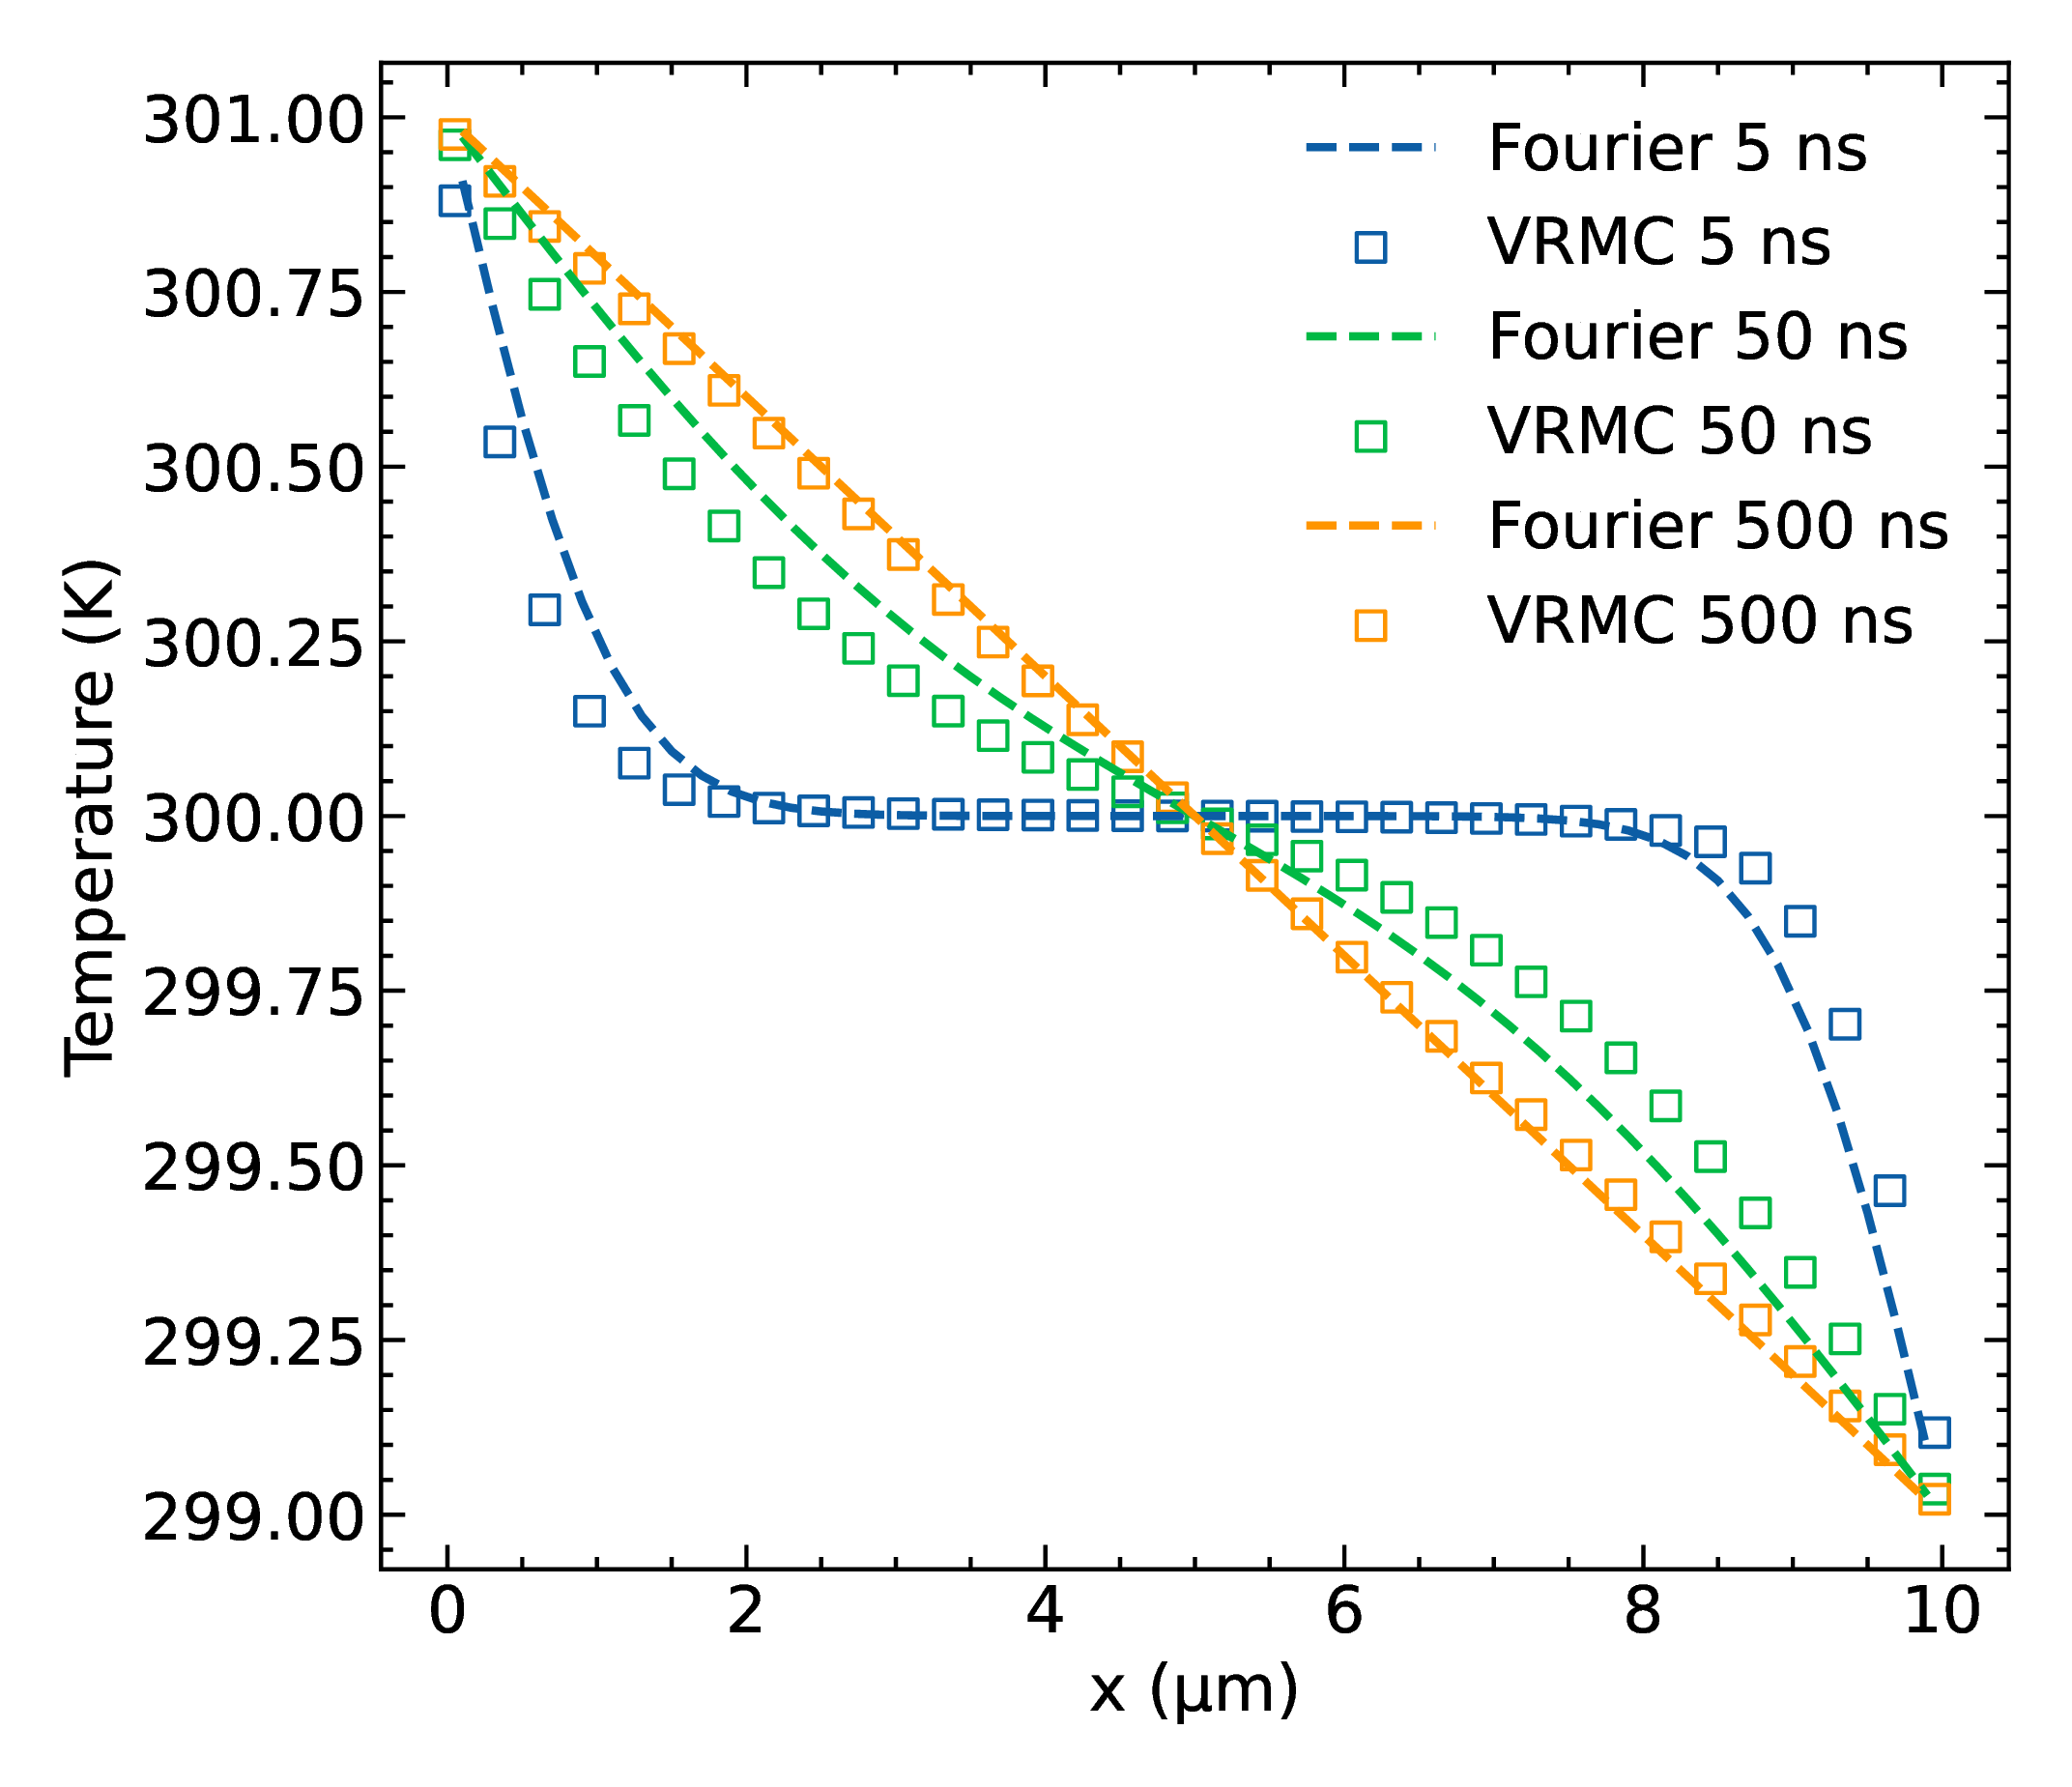 301.00
300.75
300.50
300.25
300.00
299.75
299.50
299.25
299.00
Temperature (K)
0 2 4 6 8 10
x (μm)
Fourier 5 ns
VRMC 5 ns
Fourier 50 ns
VRMC 50 ns
Fourier 500 ns
VRMC 500 ns